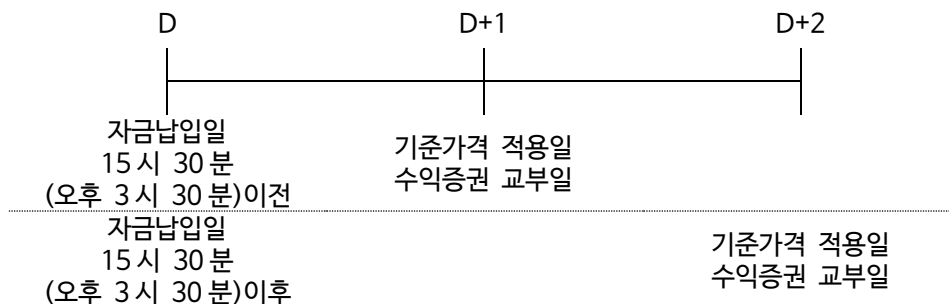 D D+1 D+2
자금납입일
15시 30분
(오후 3시 30분)이전
기준가격 적용일
수익증권 교부일
자금납입일
15시 30분
(오후 3시 30분)이후
기준가격 적용일
수익증권 교부일